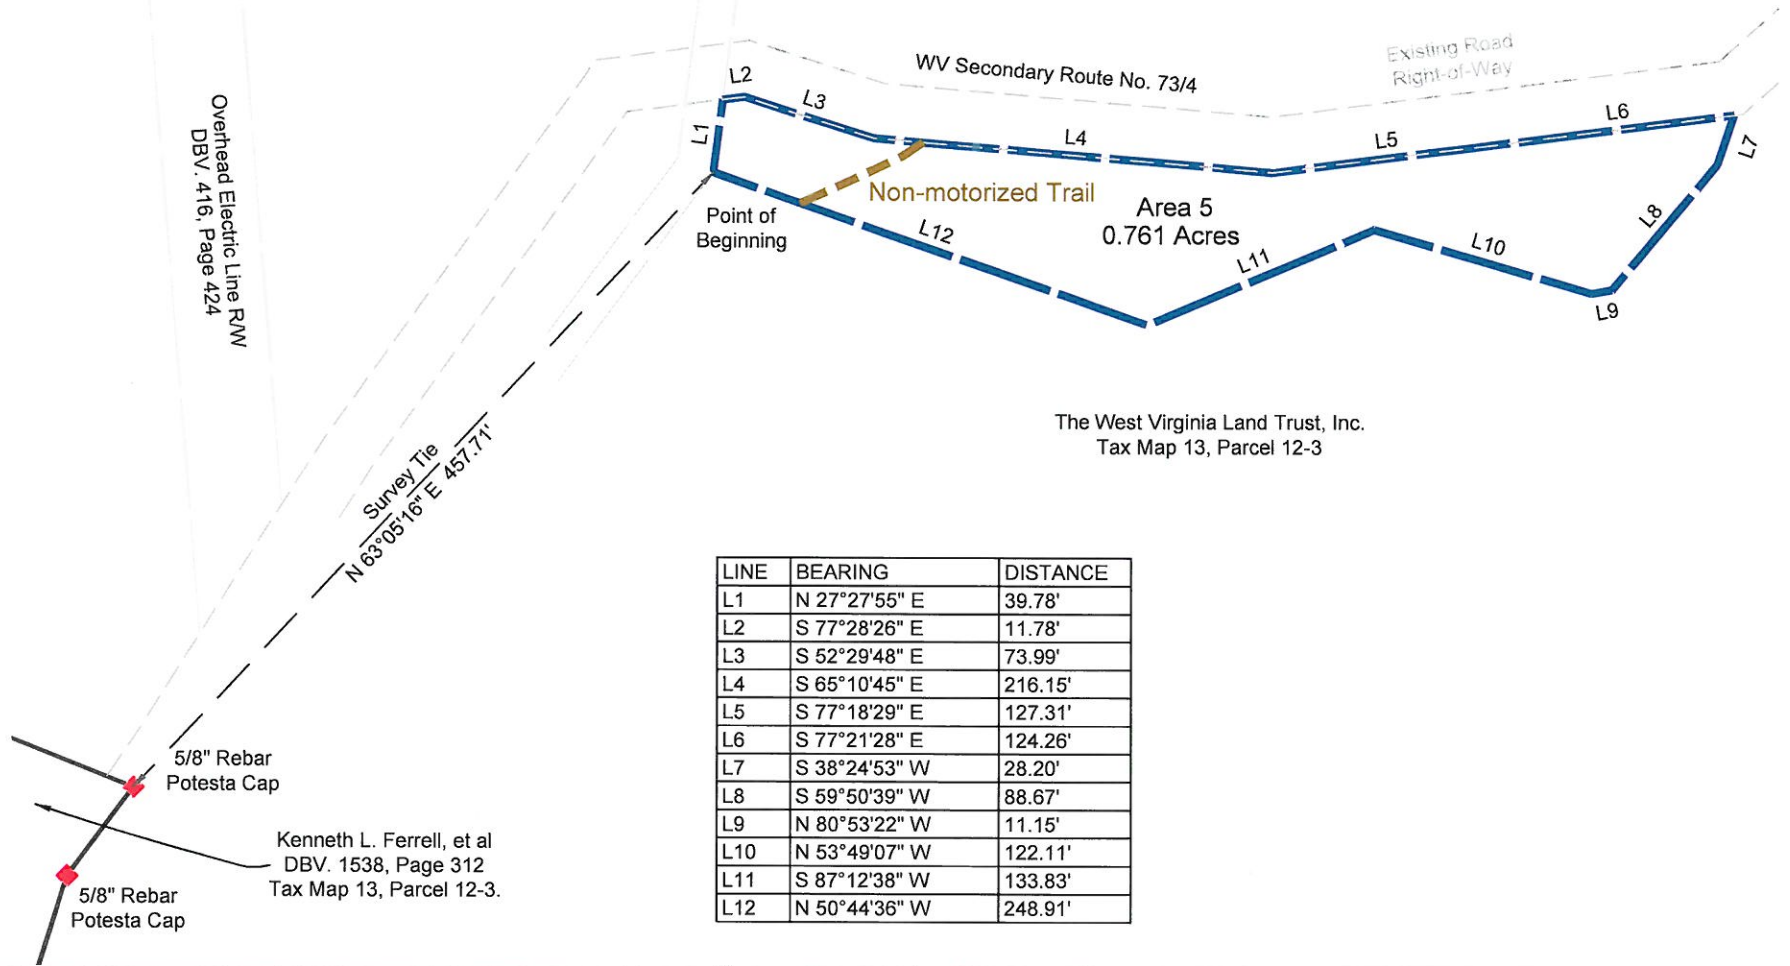 WV Secondary Route No. 73/4
Existing Road
Right-of-Way
L2
L3
L1
L4
L5
L6
L7
Overhead Electric Line R/W
DBV. 416, Page 424
Non-motorized Trail
Point of
Beginning
Area 5
0.761 Acres
L12
L11
L10
L8
L9
Survey Tie
N 63°05'16" E 457.71'
The West Virginia Land Trust, Inc.
Tax Map 13, Parcel 12-3
LINE BEARING DISTANCE
L1 N 27°27'55" E 39.78'
L2 S 77°28'26" E 11.78'
L3 S 52°29'48" E 73.99'
L4 S 65°10'45" E 216.15'
L5 S 77°18'29" E 127.31'
L6 S 77°21'28" E 124.26'
L7 S 38°24'53" W 28.20'
L8 S 59°50'39" W 88.67'
L9 N 80°53'22" W 11.15'
L10 N 53°49'07" W 122.11'
L11 S 87°12'38" W 133.83'
L12 N 50°44'36" W 248.91'
5/8" Rebar
Potesta Cap
Kenneth L. Ferrell, et al
DBV. 1538, Page 312
Tax Map 13, Parcel 12-3.
5/8" Rebar
Potesta Cap